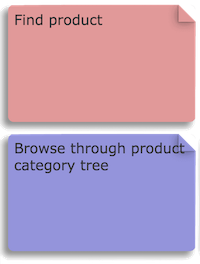 Find product
Browse through product
category tree